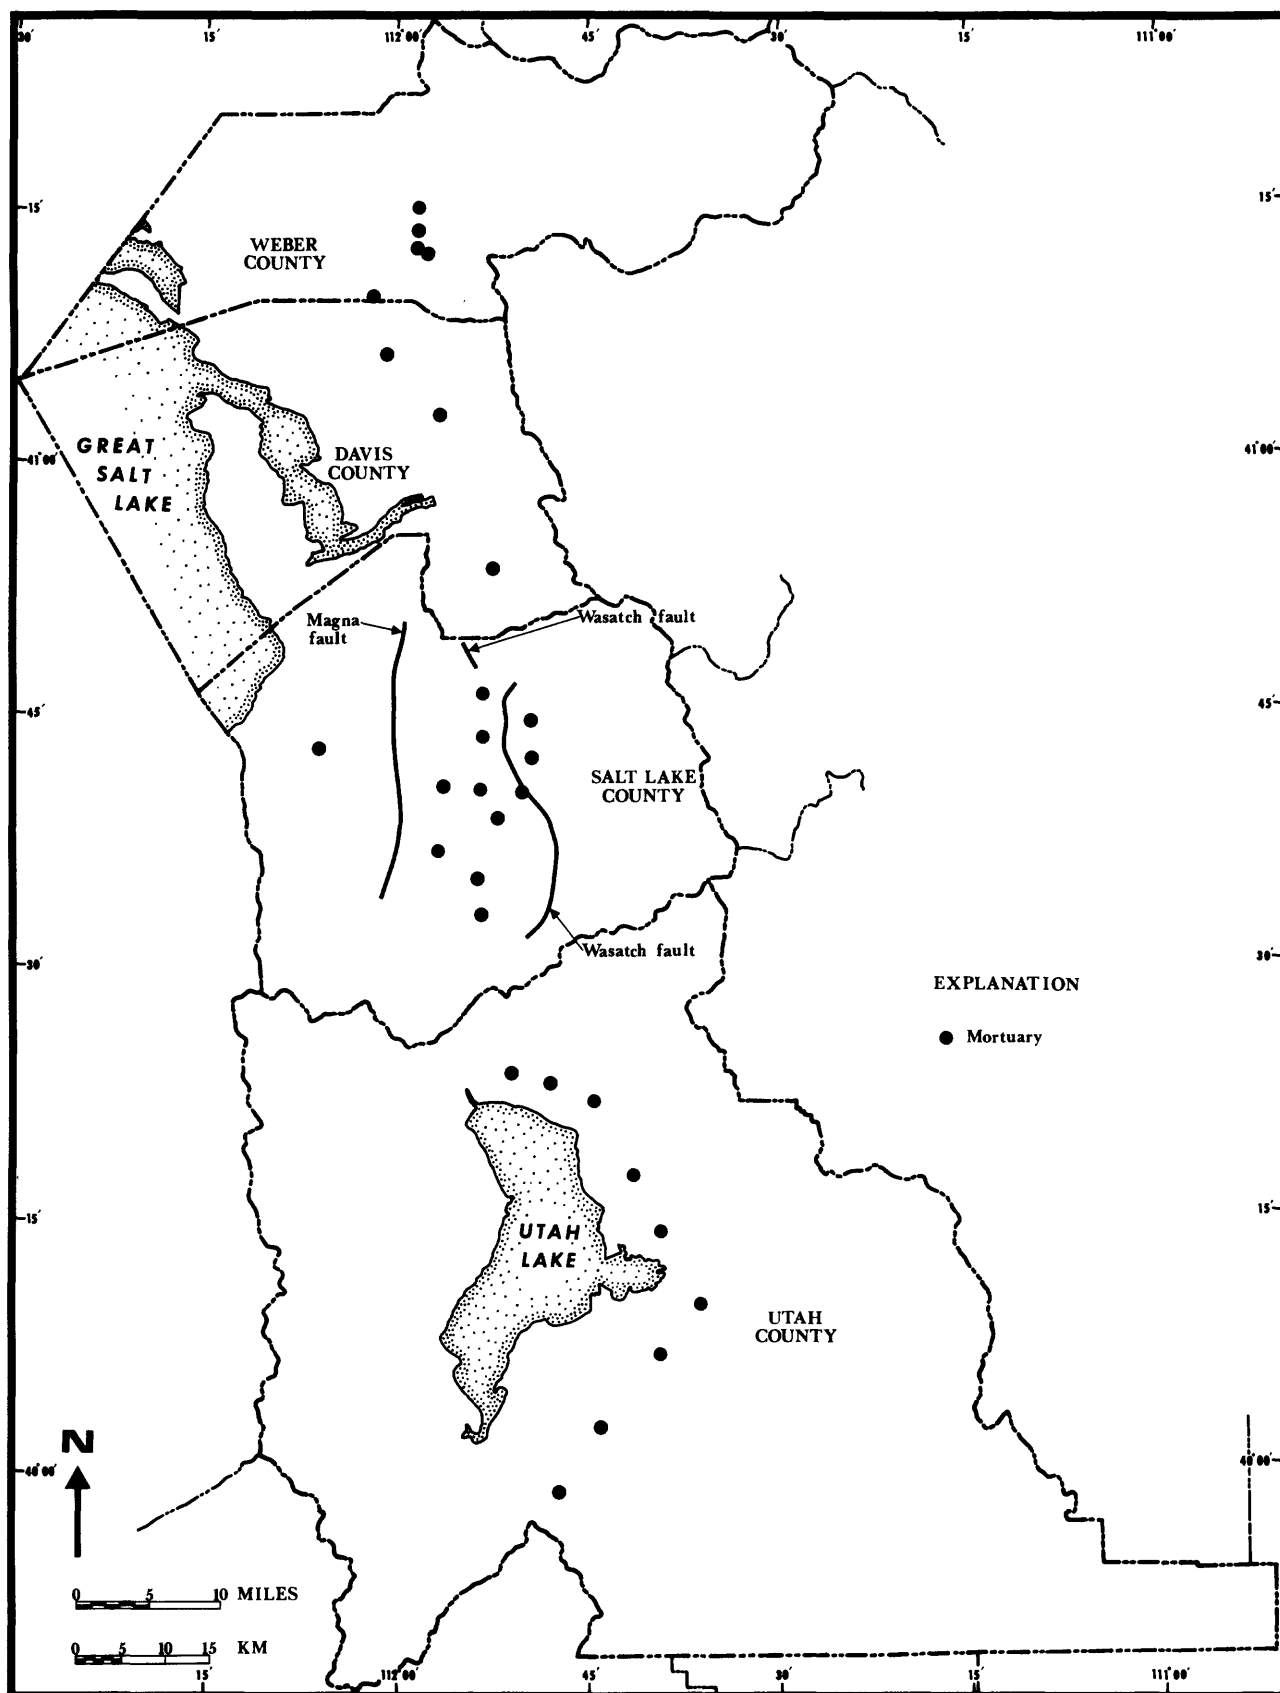 30′ 15′ 112°00′ 45′ 30′ 15′ 111°00′
15′ 15′
WEBER
COUNTY
GREAT
SALT
LAKE
DAVIS
COUNTY
41°00′ 41°00′
Magna
fault
Wasatch fault
45′ 45′
SALT LAKE
COUNTY
Wasatch fault
30′ 30′
EXPLANATION
Mortuary
UTAH
LAKE
15′ 15′
UTAH
COUNTY
N
40°00′ 40°00′
0 5 10 MILES
0 5 10 15 KM
15′ 112°00′ 45′ 30′ 15′ 111°00′